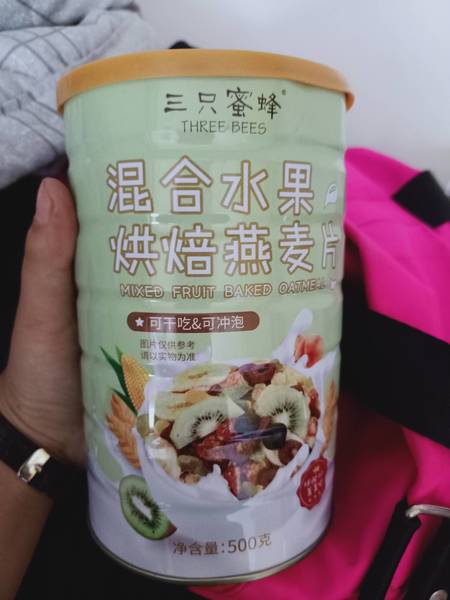 三只蜜蜂®
THREE BEES
混合水果
烘焙燕麦片
MIXED FRUIT BAKED OATMEAL
★ 可干吃&可冲泡
图片仅供参考
请以实物为准
净含量:500克